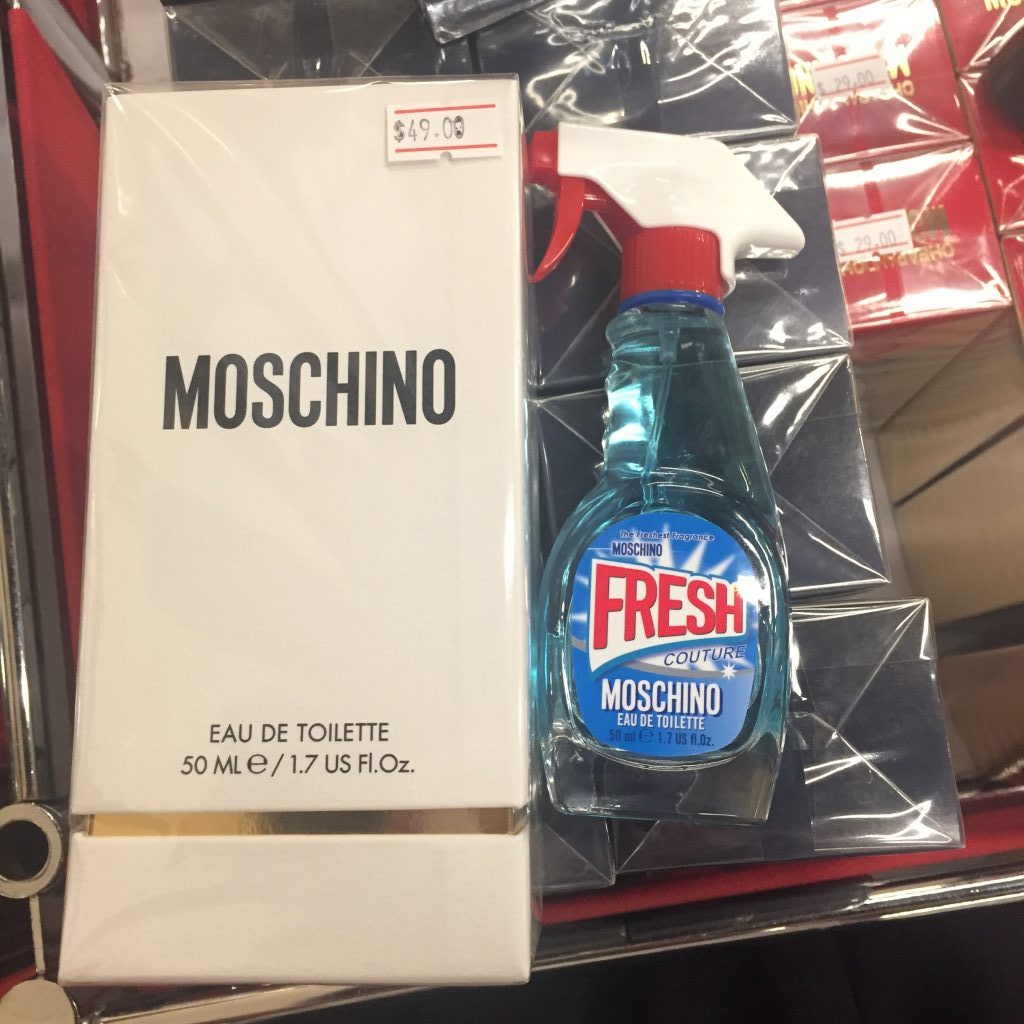 $49.00
MOSCHINO
EAU DE TOILETTE
50 ML e / 1.7 US Fl.Oz.
The Freshest Fragrance
MOSCHINO
FRESH
COUTURE
MOSCHINO
EAU DE TOILETTE
50 ml e 1.7 US fl.Oz.
$ 29.00
$ 29.00